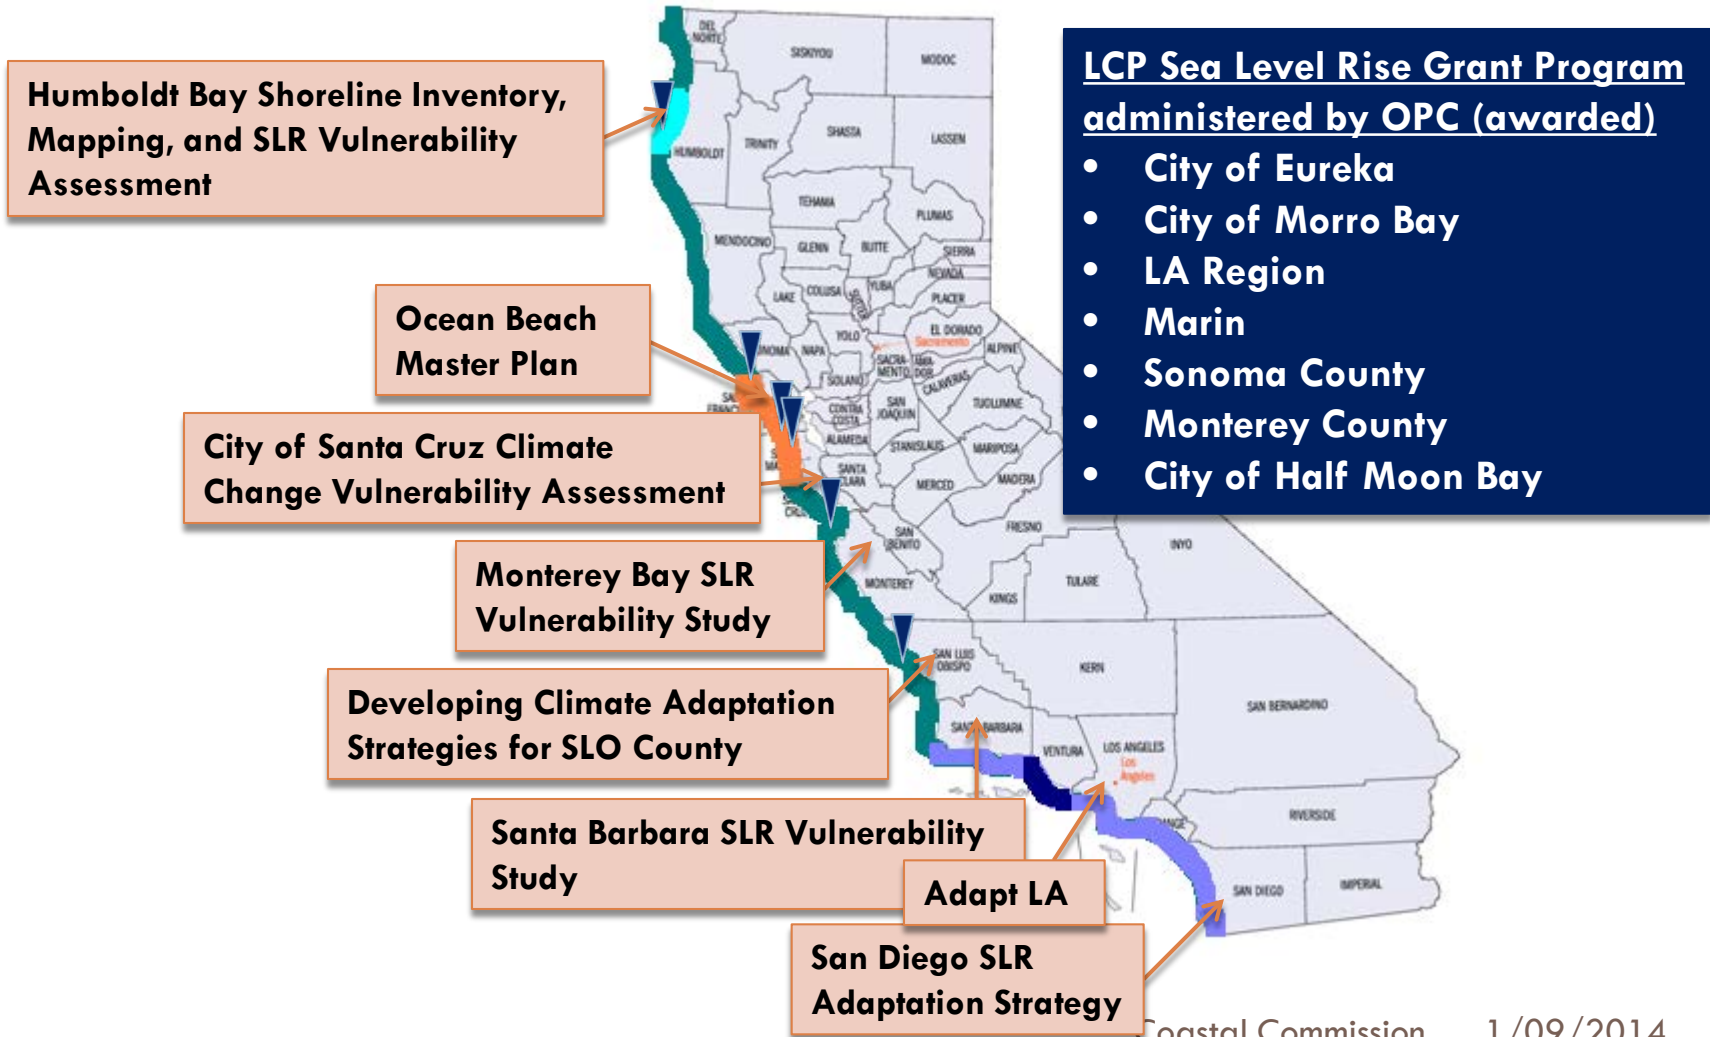 Humboldt Bay Shoreline Inventory,
Mapping, and SLR Vulnerability
Assessment
Ocean Beach
Master Plan
City of Santa Cruz Climate
Change Vulnerability Assessment
Monterey Bay SLR
Vulnerability Study
Developing Climate Adaptation
Strategies for SLO County
Santa Barbara SLR Vulnerability
Study
Adapt LA
San Diego SLR
Adaptation Strategy
LCP Sea Level Rise Grant Program
administered by OPC (awarded)
• City of Eureka
• City of Morro Bay
• LA Region
• Marin
• Sonoma County
• Monterey County
• City of Half Moon Bay
DEL
NORTE
SISKIYOU
MODOC
HUMBOLDT
TRINITY
SHASTA
LASSEN
TEHAMA
PLUMAS
MENDOCINO
GLENN
BUTTE
SIERRA
NEVADA
LAKE
COLUSA
YUBA
PLACER
YOLO
EL DORADO
Sacramento
ALPINE
NAPA
SACRA-
MENTO
SOLANO
CALAVERAS
CONTRA
COSTA
SAN
JOAQUIN
TUOLUMNE
ALAMEDA
STANISLAUS
MARIPOSA
SANTA
CLARA
MERCED
MADERA
SAN
BENITO
FRESNO
INYO
MONTEREY
KINGS
TULARE
SAN LUIS
OBISPO
KERN
SAN BERNARDINO
BARBARA
VENTURA
LOS ANGELES
Los
Angeles
RIVERSIDE
SAN DIEGO
IMPERIAL
Coastal Commission 1/09/2014